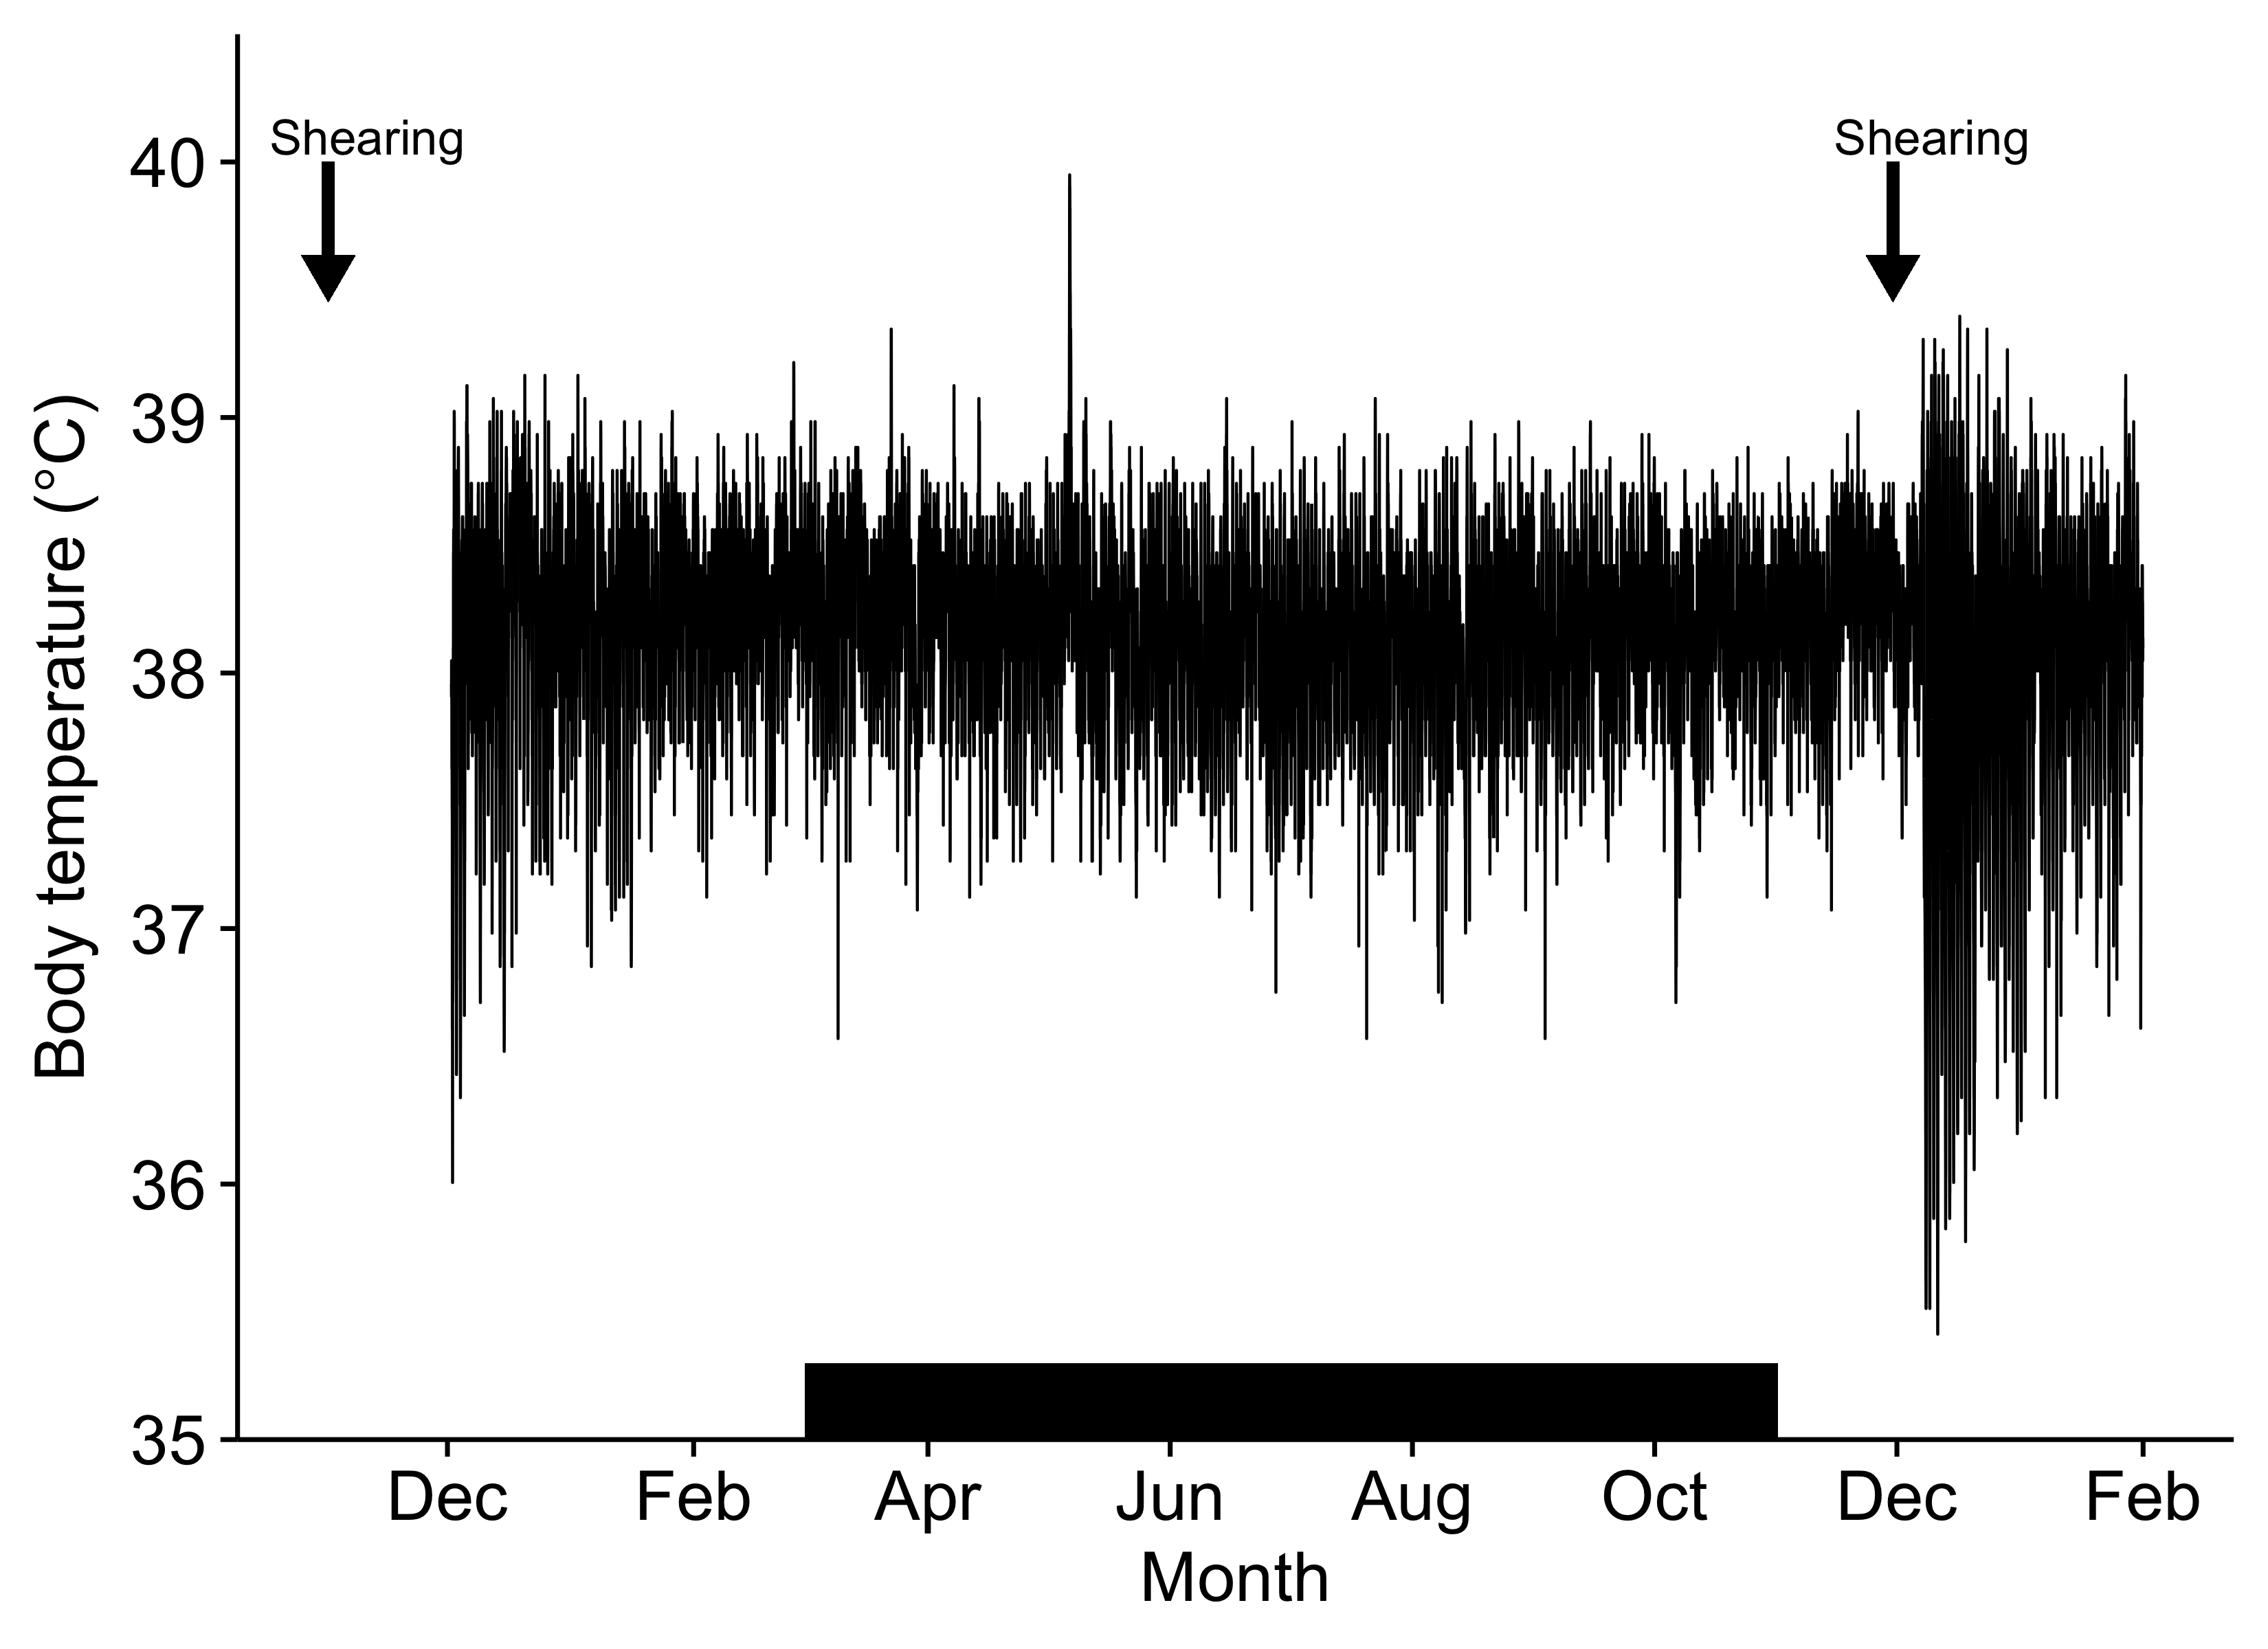 Shearing
Shearing
40
39
38
37
36
35
Body temperature (°C)
Dec
Feb
Apr
Jun
Aug
Oct
Dec
Feb
Month